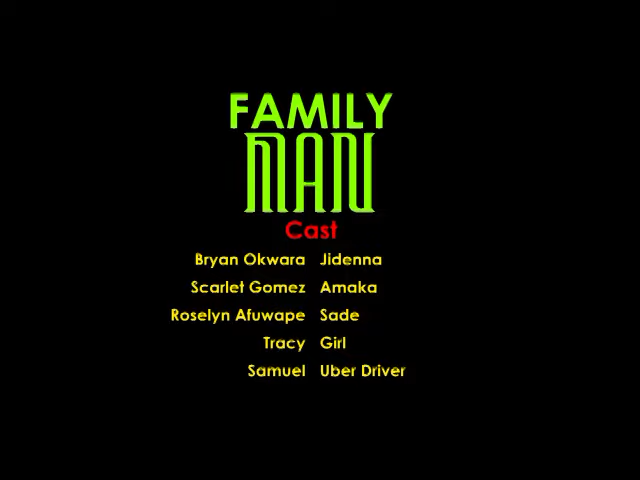 FAMILY
MAN
Cast
Bryan Okwara Jidenna
Scarlet Gomez Amaka
Roselyn Afuwape Sade
Tracy Girl
Samuel Uber Driver